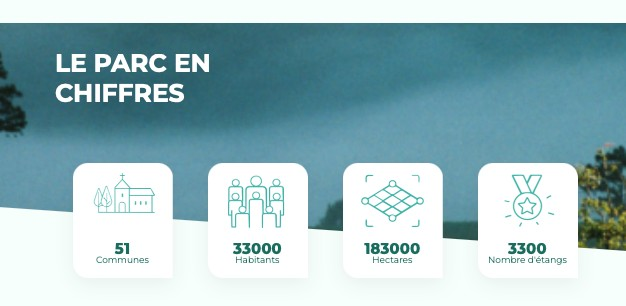 LE PARC EN
CHIFFRES
51
Communes
33000
Habitants
183000
Hectares
3300
Nombre d'étangs